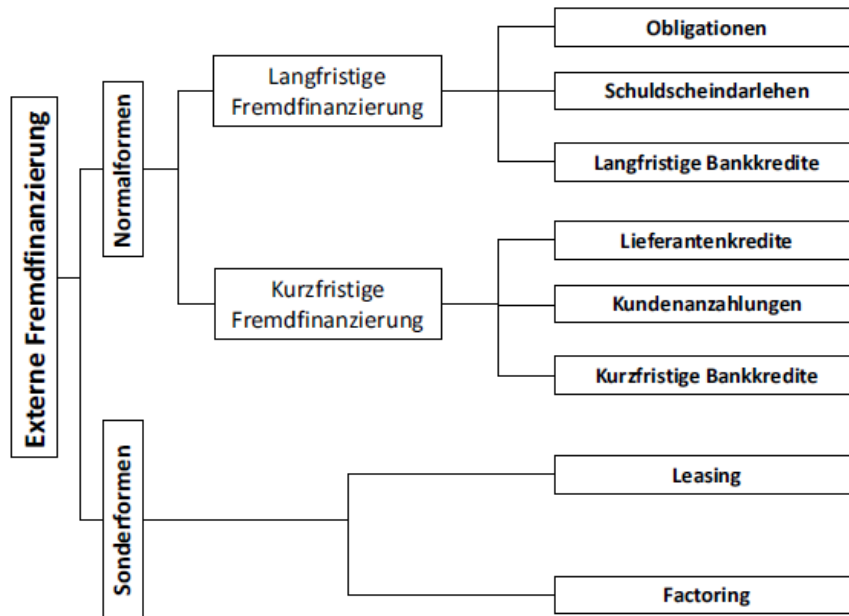 Externe Fremdfinanzierung
Normalformen
Langfristige
Fremdfinanzierung
Obligationen
Schuldscheindarlehen
Langfristige Bankkredite
Kurzfristige
Fremdfinanzierung
Lieferantenkredite
Kundenanzahlungen
Kurzfristige Bankkredite
Sonderformen
Leasing
Factoring